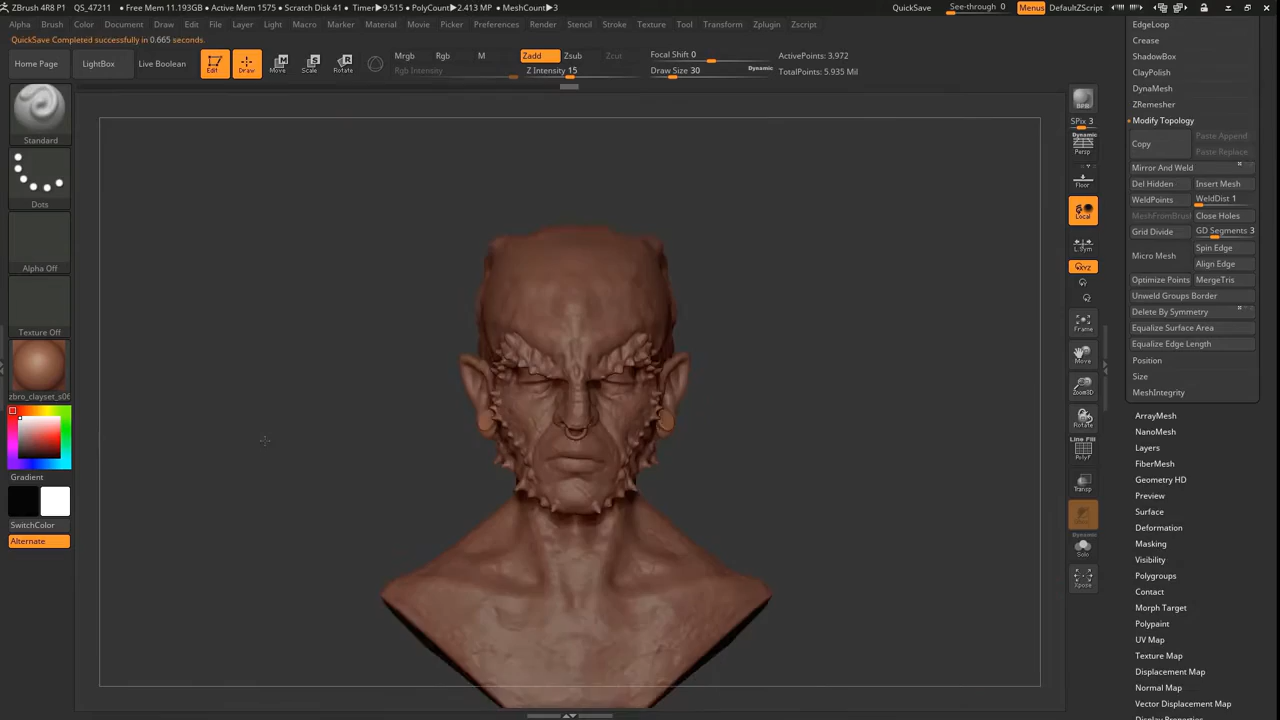 ZBrush 4R8 P1 QS_47211 • Free Mem 11.193GB • Active Mem 1575 • Scratch Disk 41 • Timer▶9.515 • PolyCount▶2.413 MP • MeshCount▶3 QuickSave See-through 0 Menus DefaultZScript
Alpha Brush Color Document Draw Edit File Layer Light Macro Marker Material Movie Picker Preferences Render Stencil Stroke Texture Tool Transform Zplugin Zscript
QuickSave Completed successfully in 0.665 seconds.
Home Page LightBox Live Boolean Edit Draw Move Scale Rotate
Mrgb Rgb M
Rgb Intensity
Zadd Zsub Zcut
Z Intensity 15
Focal Shift 0
Draw Size 30 Dynamic
ActivePoints: 3,972
TotalPoints: 5.935 Mil
Standard
Dots
Alpha Off
Texture Off
zbro_clayset_s06
Gradient
SwitchColor
Alternate
BPR
SPix 3
Dynamic
Persp
Floor
Local
L.Sym
XYZ
Frame
Move
Zoom3D
Rotate
Line Fill
PolyF
Transp
Dynamic
Solo
Xpose
EdgeLoop
Crease
ShadowBox
ClayPolish
DynaMesh
ZRemesher
Modify Topology
Copy Paste Append
Paste Replace
Mirror And Weld
Del Hidden Insert Mesh
WeldPoints WeldDist 1
MeshFromBrush Close Holes
Grid Divide GD Segments 3
Micro Mesh Spin Edge
Align Edge
Optimize Points MergeTris
Unweld Groups Border
Delete By Symmetry
Equalize Surface Area
Equalize Edge Length
Position
Size
MeshIntegrity
ArrayMesh
NanoMesh
Layers
FiberMesh
Geometry HD
Preview
Surface
Deformation
Masking
Visibility
Polygroups
Contact
Morph Target
Polypaint
UV Map
Texture Map
Displacement Map
Normal Map
Vector Displacement Map
Display Properties